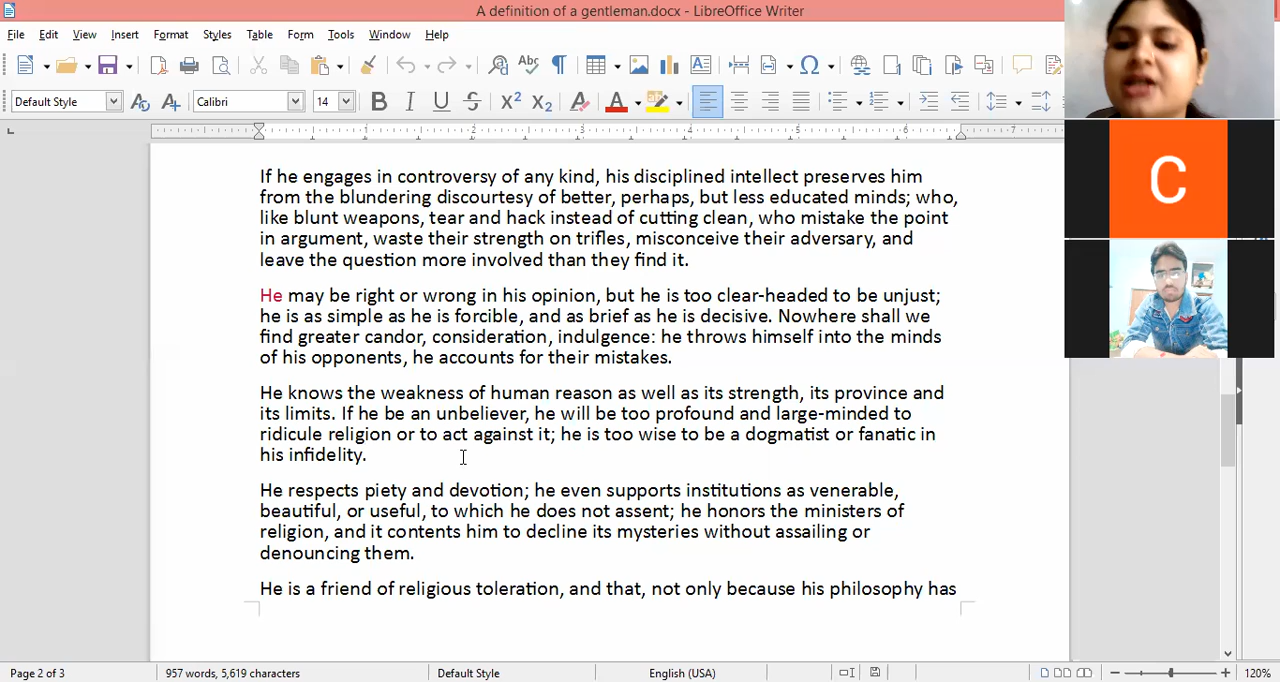 A definition of a gentleman.docx - LibreOffice Writer
File Edit View Insert Format Styles Table Form Tools Window Help
Default Style Calibri 14
If he engages in controversy of any kind, his disciplined intellect preserves him
from the blundering discourtesy of better, perhaps, but less educated minds; who,
like blunt weapons, tear and hack instead of cutting clean, who mistake the point
in argument, waste their strength on trifles, misconceive their adversary, and
leave the question more involved than they find it.
He may be right or wrong in his opinion, but he is too clear-headed to be unjust;
he is as simple as he is forcible, and as brief as he is decisive. Nowhere shall we
find greater candor, consideration, indulgence: he throws himself into the minds
of his opponents, he accounts for their mistakes.
He knows the weakness of human reason as well as its strength, its province and
its limits. If he be an unbeliever, he will be too profound and large-minded to
ridicule religion or to act against it; he is too wise to be a dogmatist or fanatic in
his infidelity.
He respects piety and devotion; he even supports institutions as venerable,
beautiful, or useful, to which he does not assent; he honors the ministers of
religion, and it contents him to decline its mysteries without assailing or
denouncing them.
He is a friend of religious toleration, and that, not only because his philosophy has
C
Page 2 of 3 957 words, 5,619 characters Default Style English (USA) 120%